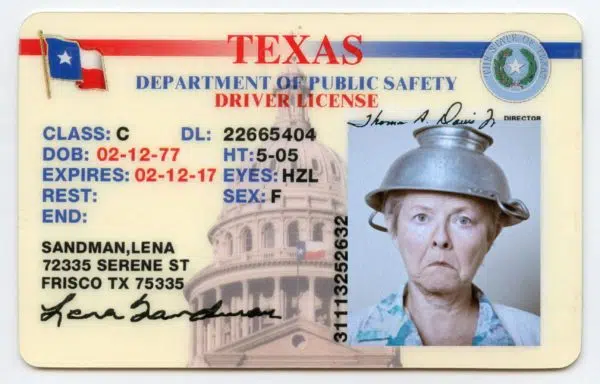 TEXAS
DEPARTMENT OF PUBLIC SAFETY
DRIVER LICENSE
Thomas A. Davis Jr DIRECTOR
CLASS: C DL: 22665404
DOB: 02-12-77 HT:5-05
EXPIRES: 02-12-17 EYES:HZL
REST: SEX: F
END:
SANDMAN,LENA
72335 SERENE ST
FRISCO TX 75335
Lena Sandman
31113252632